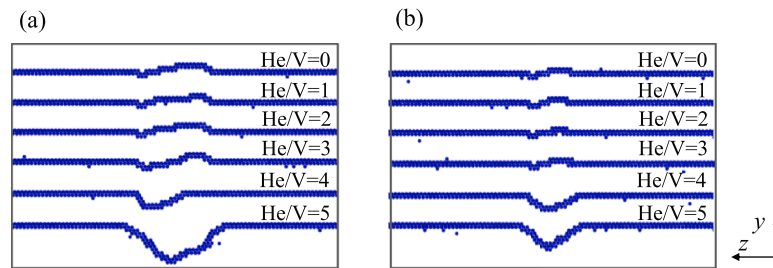 (a)
He/V=0
He/V=1
He/V=2
He/V=3
He/V=4
He/V=5
(b)
He/V=0
He/V=1
He/V=2
He/V=3
He/V=4
He/V=5
y
z